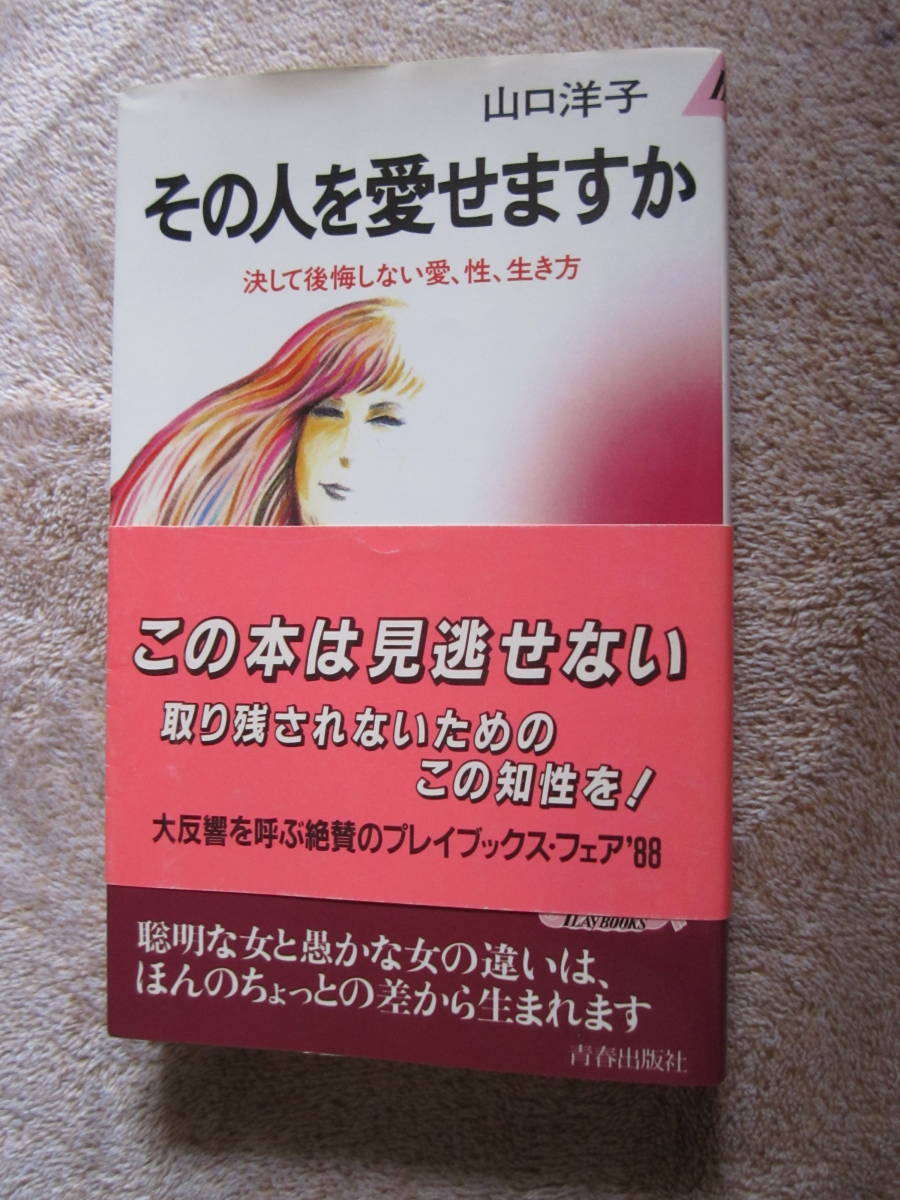 山口洋子
その人を愛せますか
決して後悔しない愛、性、生き方
この本は見逃せない
取り残されないための
この知性を!
大反響を呼ぶ絶賛のプレイブックス・フェア'88
PLAYBOOKS
聡明な女と愚かな女の違いは、
ほんのちょっとの差から生まれます
青春出版社